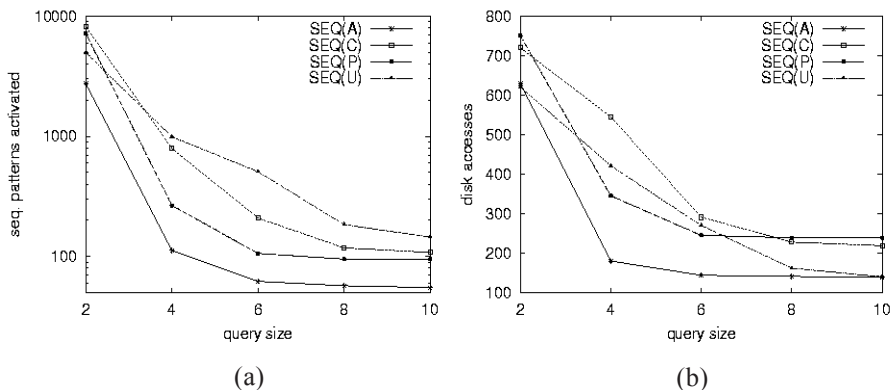 10000
1000
100
seq. patterns activated
SEQ(A)
SEQ(C)
SEQ(P)
SEQ(U)
2 4 6 8 10
query size
(a)
800
700
600
500
400
300
200
100
disk accesses
SEQ(A)
SEQ(C)
SEQ(P)
SEQ(U)
2 4 6 8 10
query size
(b)